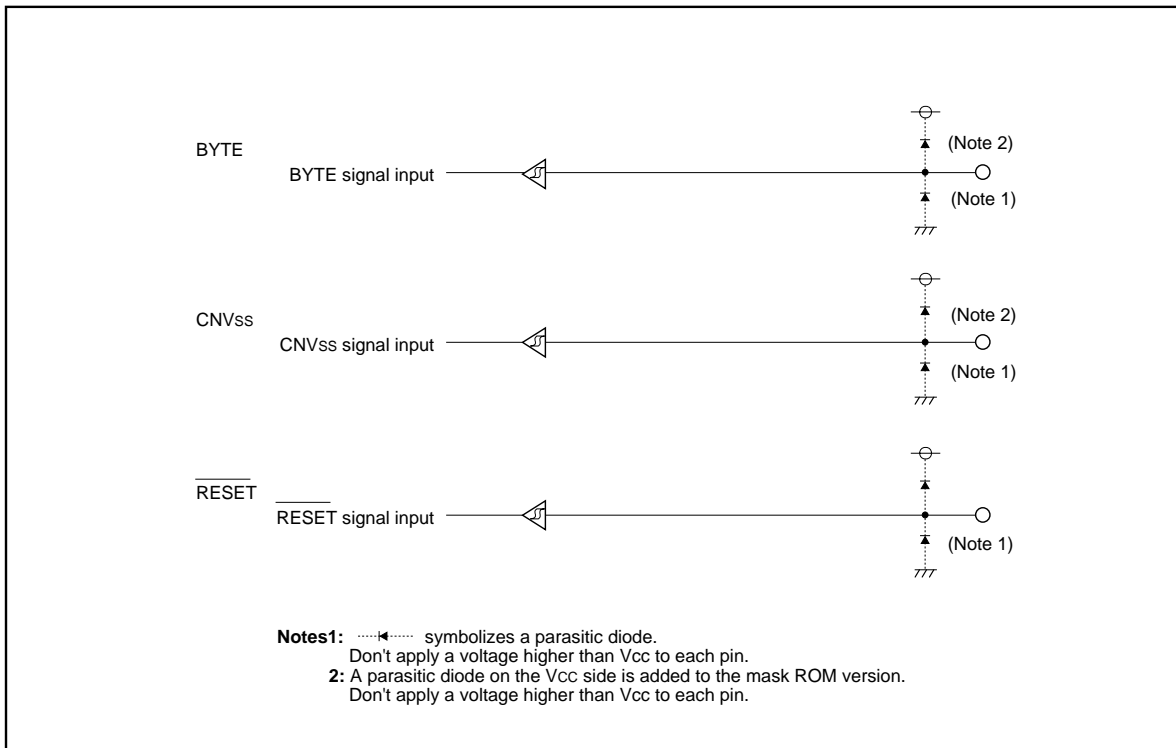 (Note 2)
BYTE
BYTE signal input
(Note 1)
(Note 2)
CNVss
CNVss signal input
(Note 1)
RESET
RESET signal input
(Note 1)
Notes1: symbolizes a parasitic diode.
Don't apply a voltage higher than Vcc to each pin.
2: A parasitic diode on the VCC side is added to the mask ROM version.
Don't apply a voltage higher than Vcc to each pin.